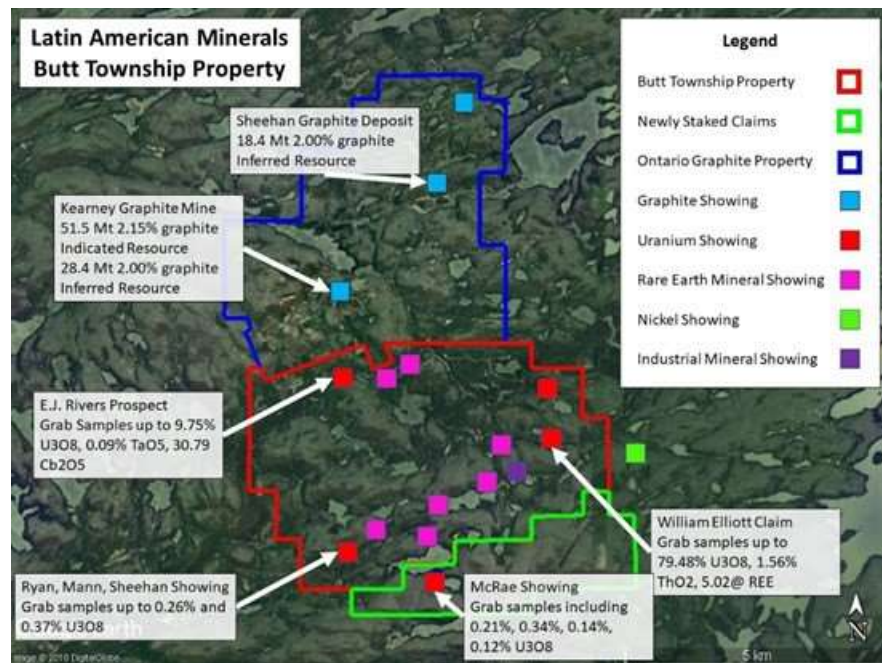 Latin American Minerals
Butt Township Property
Legend
Butt Township Property
Newly Staked Claims
Ontario Graphite Property
Graphite Showing
Uranium Showing
Rare Earth Mineral Showing
Nickel Showing
Industrial Mineral Showing
Sheehan Graphite Deposit
18.4 Mt 2.00% graphite
Inferred Resource
Kearney Graphite Mine
51.5 Mt 2.15% graphite
Indicated Resource
28.4 Mt 2.00% graphite
Inferred Resource
E.J. Rivers Prospect
Grab Samples up to 9.75%
U3O8, 0.09% TaO5, 30.79
Cb2O5
William Elliott Claim
Grab samples up to
79.48% U3O8, 1.56%
ThO2, 5.02@ REE
Ryan, Mann, Sheehan Showing
Grab samples up to 0.26% and
0.37% U3O8
McRae Showing
Grab samples including
0.21%, 0.34%, 0.14%,
0.12% U3O8
N
5 km
© 2010 DigitalGlobe